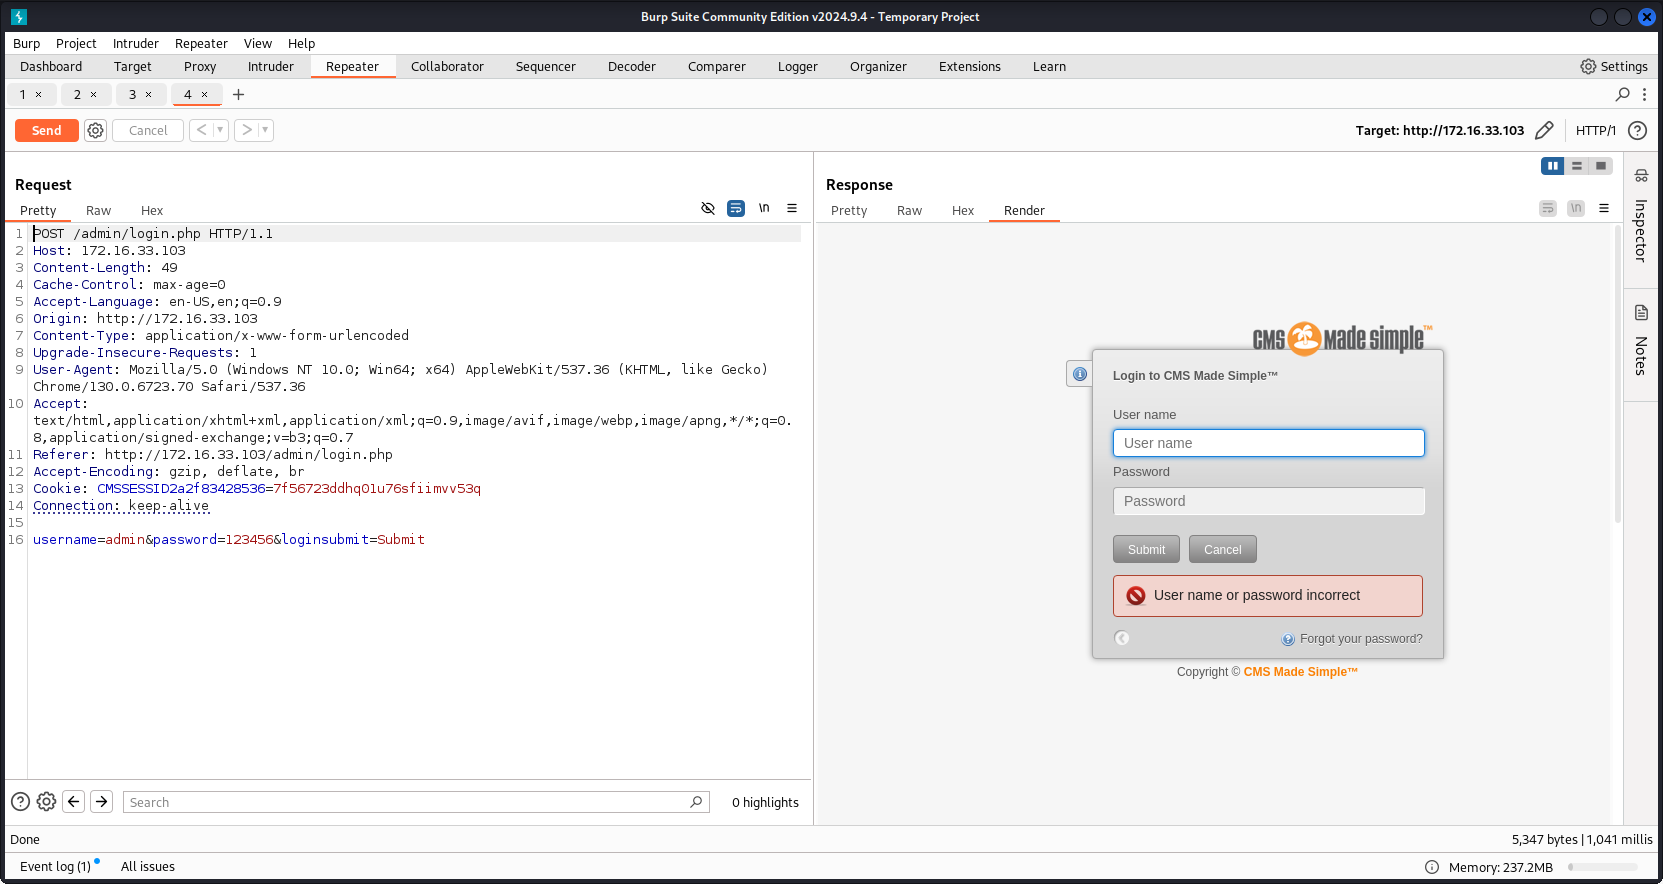 Burp Suite Community Edition v2024.9.4 - Temporary Project
Burp Project Intruder Repeater View Help
Dashboard Target Proxy Intruder Repeater Collaborator Sequencer Decoder Comparer Logger Organizer Extensions Learn Settings
1 × 2 × 3 × 4 × +
Send Cancel < > Target: http://172.16.33.103 HTTP/1 ?
Request
Pretty Raw Hex \n
1 POST /admin/login.php HTTP/1.1
2 Host: 172.16.33.103
3 Content-Length: 49
4 Cache-Control: max-age=0
5 Accept-Language: en-US,en;q=0.9
6 Origin: http://172.16.33.103
7 Content-Type: application/x-www-form-urlencoded
8 Upgrade-Insecure-Requests: 1
9 User-Agent: Mozilla/5.0 (Windows NT 10.0; Win64; x64) AppleWebKit/537.36 (KHTML, like Gecko)
Chrome/130.0.6723.70 Safari/537.36
10 Accept:
text/html,application/xhtml+xml,application/xml;q=0.9,image/avif,image/webp,image/apng,*/*;q=0.
8,application/signed-exchange;v=b3;q=0.7
11 Referer: http://172.16.33.103/admin/login.php
12 Accept-Encoding: gzip, deflate, br
13 Cookie: CMSSESSID2a2f83428536=7f56723ddhq01u76sfiimvv53q
14 Connection: keep-alive
15
16 username=admin&password=123456&loginsubmit=Submit
? Search 0 highlights
Response
Pretty Raw Hex Render \n
CMS Made simple™
Login to CMS Made Simple™
User name
User name
Password
Password
Submit Cancel
User name or password incorrect
Forgot your password?
Copyright © CMS Made Simple™
Inspector
Notes
Done 5,347 bytes | 1,041 millis
Event log (1) All issues Memory: 237.2MB